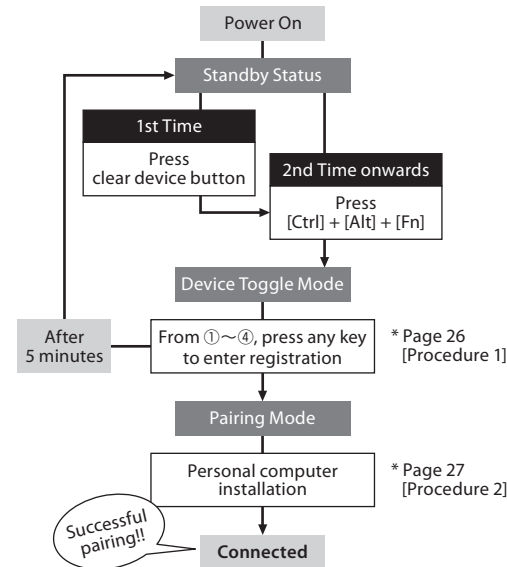 Power On
Standby Status
1st Time
Press
clear device button
2nd Time onwards
Press
[Ctrl] + [Alt] + [Fn]
Device Toggle Mode
After
5 minutes
From ①～④, press any key
to enter registration
* Page 26
[Procedure 1]
Pairing Mode
Personal computer
installation
* Page 27
[Procedure 2]
Successful
pairing!!
Connected